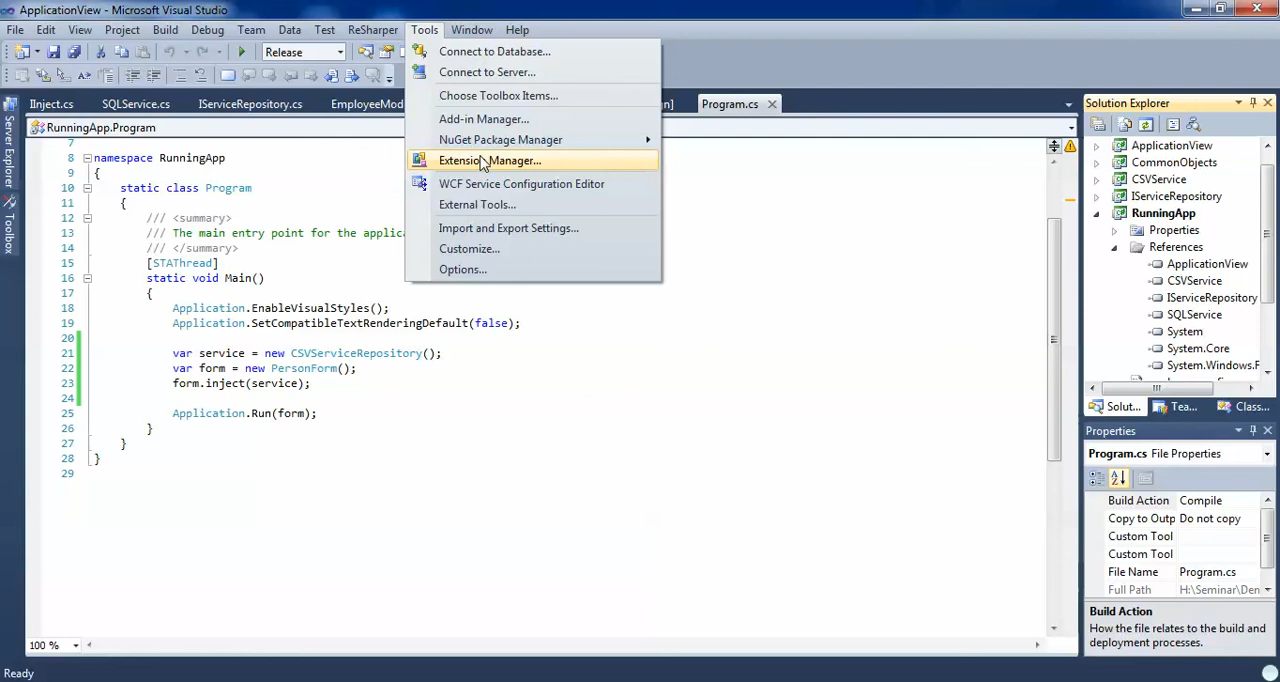 ApplicationView - Microsoft Visual Studio
File Edit View Project Build Debug Team Data Test ReSharper Tools Window Help
Release
IInject.cs SQLService.cs IServiceRepository.cs EmployeeMod n] Program.cs
RunningApp.Program
Connect to Database...
Connect to Server...
Choose Toolbox Items...
Add-in Manager...
NuGet Package Manager
Extension Manager...
WCF Service Configuration Editor
External Tools...
Import and Export Settings...
Customize...
Options...
Server Explorer
Toolbox
7
8 namespace RunningApp
9 {
10 static class Program
11 {
12 /// <summary>
13 /// The main entry point for the applica
14 /// </summary>
15 [STAThread]
16 static void Main()
17 {
18 Application.EnableVisualStyles();
19 Application.SetCompatibleTextRenderingDefault(false);
20
21 var service = new CSVServiceRepository();
22 var form = new PersonForm();
23 form.inject(service);
24
25 Application.Run(form);
26 }
27 }
28 }
29
100 %
Ready
Solution Explorer
ApplicationView
CommonObjects
CSVService
IServiceRepository
RunningApp
Properties
References
ApplicationView
CSVService
IServiceRepository
SQLService
System
System.Core
System.Windows.F
Solut... Tea... Class...
Properties
Program.cs File Properties
Build Action Compile
Copy to Outp Do not copy
Custom Tool
Custom Tool
File Name Program.cs
Full Path H:\Seminar\Den
Build Action
How the file relates to the build and
deployment processes.